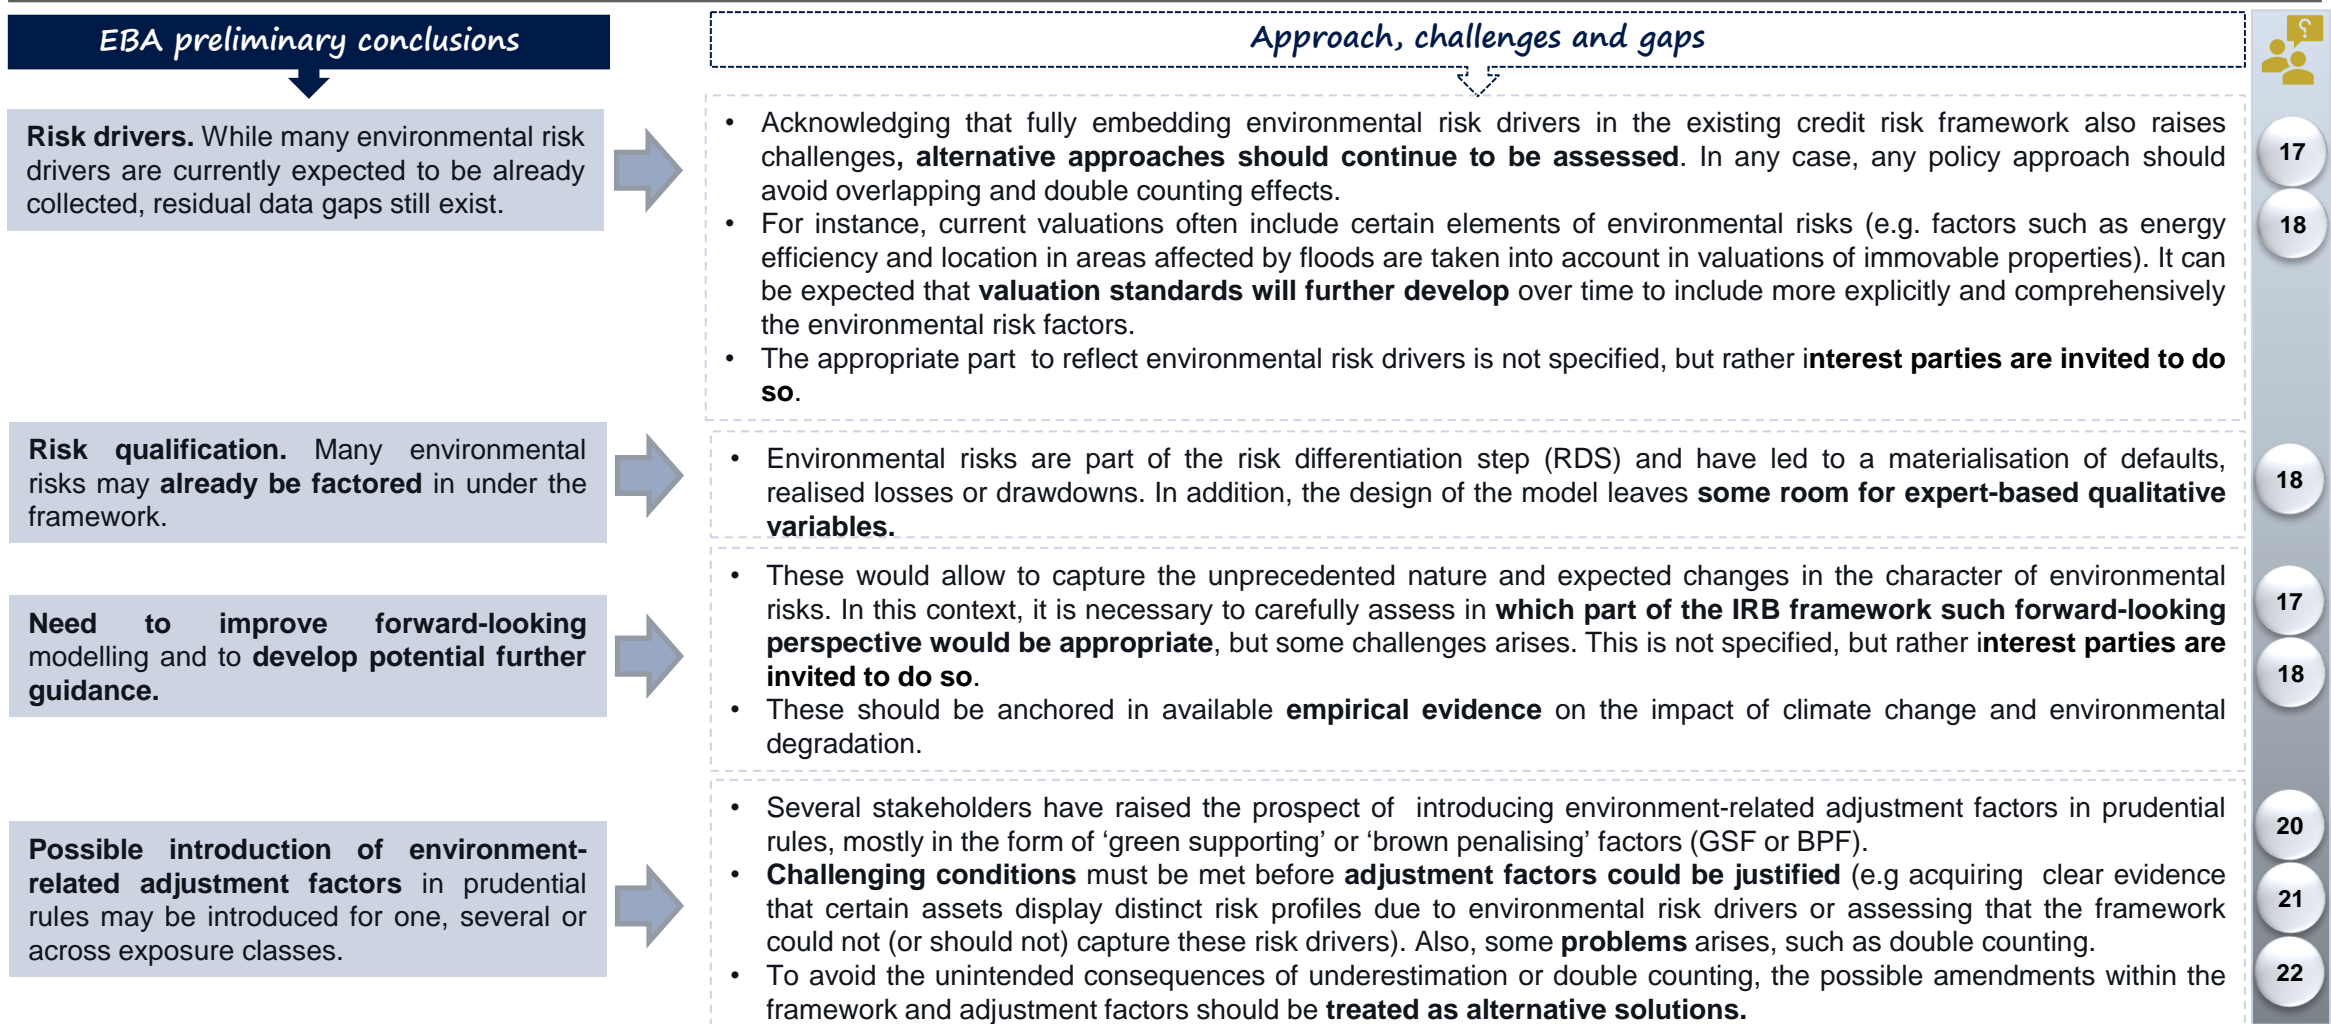 EBA preliminary conclusions
Approach, challenges and gaps
Risk drivers. While many environmental risk
drivers are currently expected to be already
collected, residual data gaps still exist.
• Acknowledging that fully embedding environmental risk drivers in the existing credit risk framework also raises
challenges, alternative approaches should continue to be assessed. In any case, any policy approach should
avoid overlapping and double counting effects.
• For instance, current valuations often include certain elements of environmental risks (e.g. factors such as energy
efficiency and location in areas affected by floods are taken into account in valuations of immovable properties). It can
be expected that valuation standards will further develop over time to include more explicitly and comprehensively
the environmental risk factors.
• The appropriate part to reflect environmental risk drivers is not specified, but rather interest parties are invited to do
so.
17
18
Risk qualification. Many environmental
risks may already be factored in under the
framework.
• Environmental risks are part of the risk differentiation step (RDS) and have led to a materialisation of defaults,
realised losses or drawdowns. In addition, the design of the model leaves some room for expert-based qualitative
variables.
18
Need to improve forward-looking
modelling and to develop potential further
guidance.
• These would allow to capture the unprecedented nature and expected changes in the character of environmental
risks. In this context, it is necessary to carefully assess in which part of the IRB framework such forward-looking
perspective would be appropriate, but some challenges arises. This is not specified, but rather interest parties are
invited to do so.
• These should be anchored in available empirical evidence on the impact of climate change and environmental
degradation.
17
18
Possible introduction of environment-
related adjustment factors in prudential
rules may be introduced for one, several or
across exposure classes.
• Several stakeholders have raised the prospect of introducing environment-related adjustment factors in prudential
rules, mostly in the form of ‘green supporting’ or ‘brown penalising’ factors (GSF or BPF).
• Challenging conditions must be met before adjustment factors could be justified (e.g acquiring clear evidence
that certain assets display distinct risk profiles due to environmental risk drivers or assessing that the framework
could not (or should not) capture these risk drivers). Also, some problems arises, such as double counting.
• To avoid the unintended consequences of underestimation or double counting, the possible amendments within the
framework and adjustment factors should be treated as alternative solutions.
20
21
22